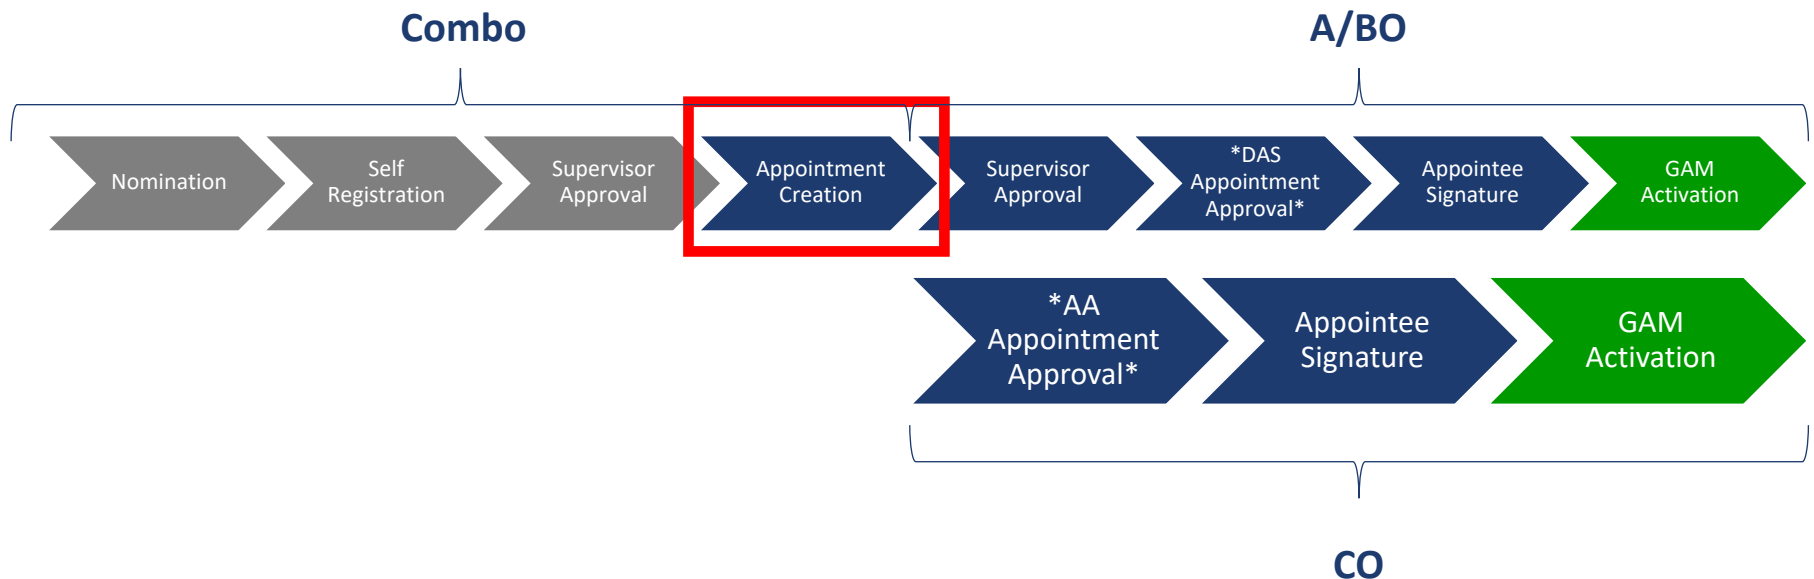 Combo
A/BO
Nomination
Self
Registration
Supervisor
Approval
Appointment
Creation
Supervisor
Approval
*DAS
Appointment
Approval*
Appointee
Signature
GAM
Activation
*AA
Appointment
Approval*
Appointee
Signature
GAM
Activation
CO